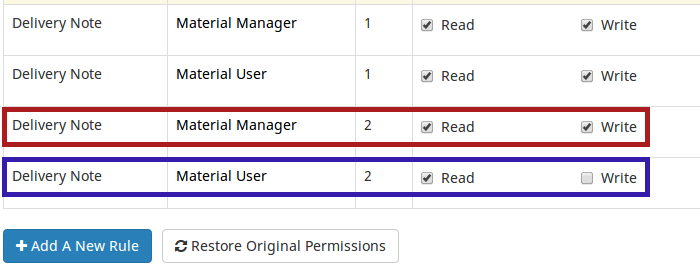 Delivery Note Material Manager 1 Read Write
Delivery Note Material User 1 Read Write
Delivery Note Material Manager 2 Read Write
Delivery Note Material User 2 Read Write
Add A New Rule Restore Original Permissions